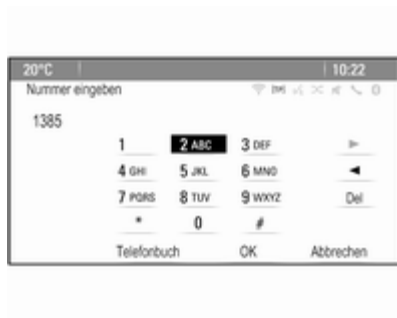 20°C 10:22
Nummer eingeben
1385
1 2 ABC 3 DEF
4 GHI 5 JKL 6 MNO
7 PQRS 8 TUV 9 WXYZ Del
* 0 #
Telefonbuch OK Abbrechen